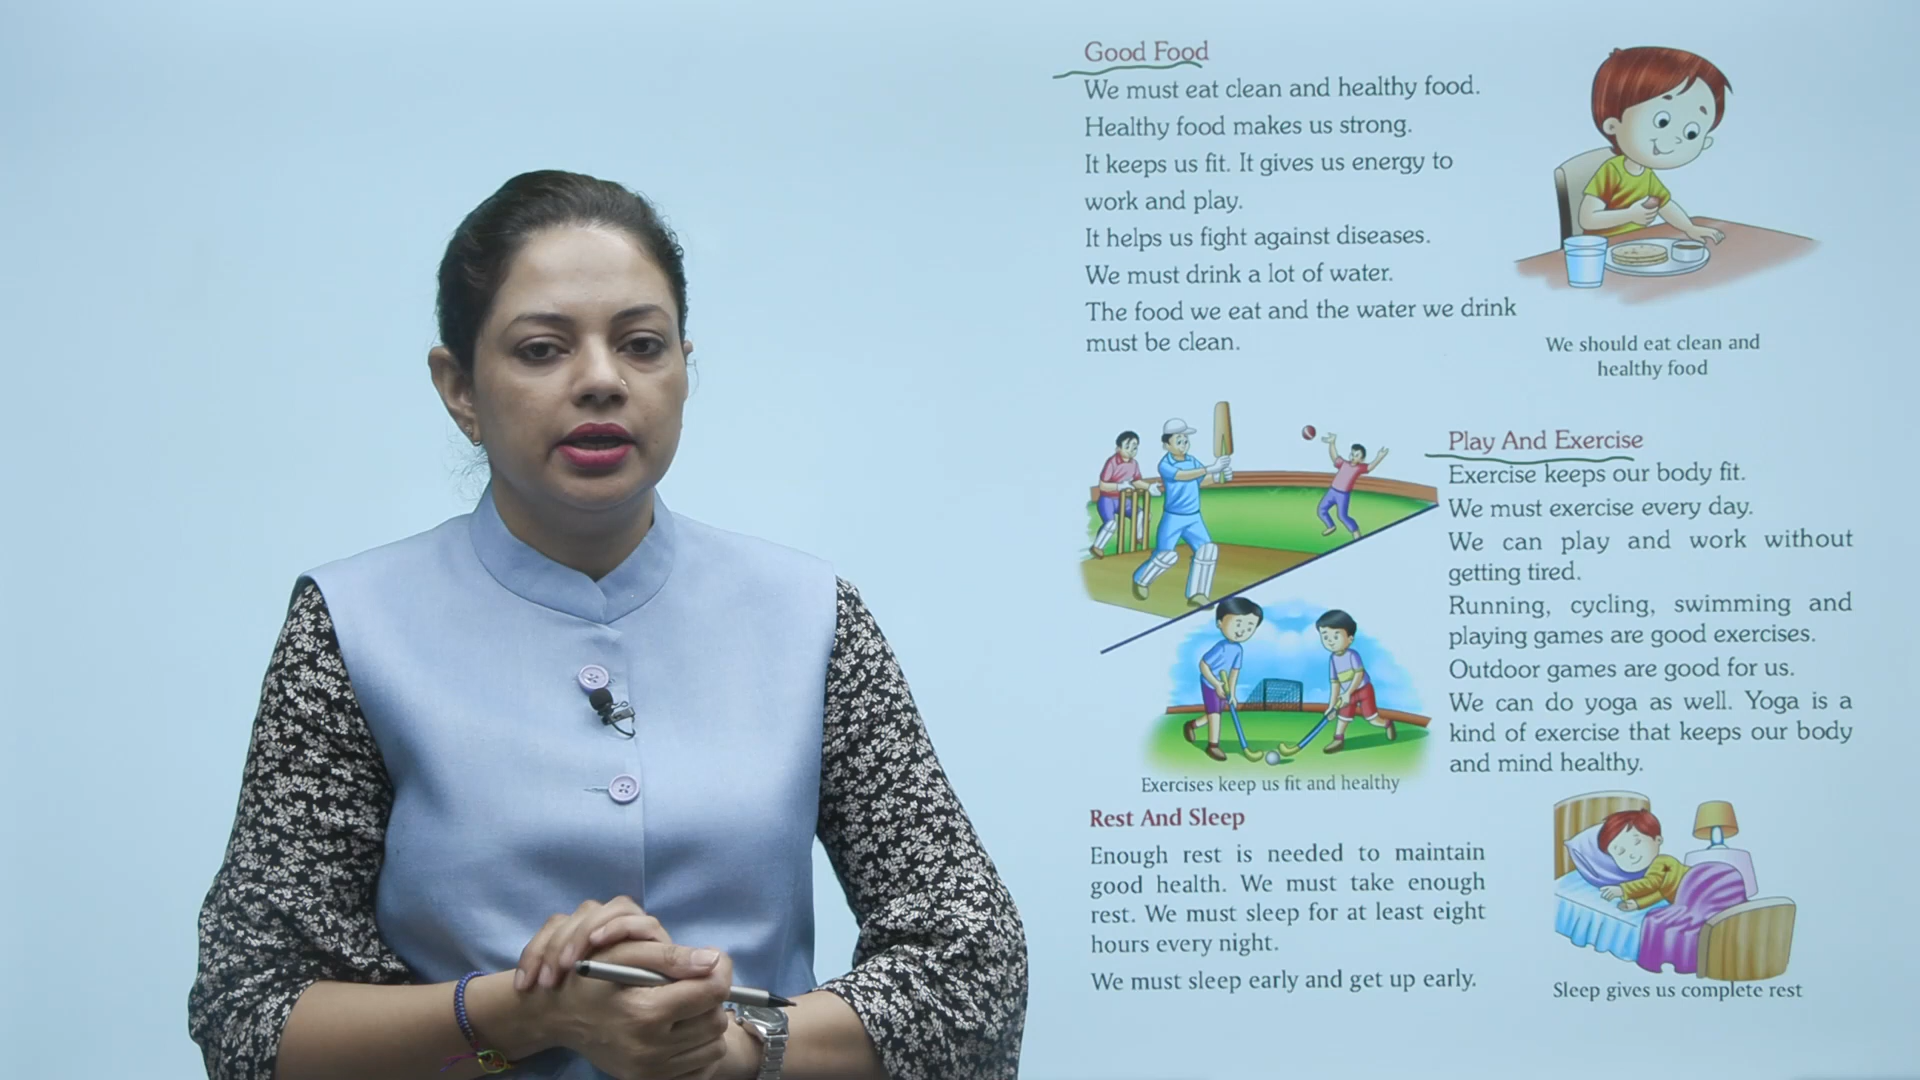 Good Food
We must eat clean and healthy food.
Healthy food makes us strong.
It keeps us fit. It gives us energy to
work and play.
It helps us fight against diseases.
We must drink a lot of water.
The food we eat and the water we drink
must be clean.
We should eat clean and
healthy food
Play And Exercise
Exercise keeps our body fit.
We must exercise every day.
We can play and work without
getting tired.
Running, cycling, swimming and
playing games are good exercises.
Outdoor games are good for us.
We can do yoga as well. Yoga is a
kind of exercise that keeps our body
and mind healthy.
Exercises keep us fit and healthy
Rest And Sleep
Enough rest is needed to maintain
good health. We must take enough
rest. We must sleep for at least eight
hours every night.
We must sleep early and get up early.
Sleep gives us complete rest